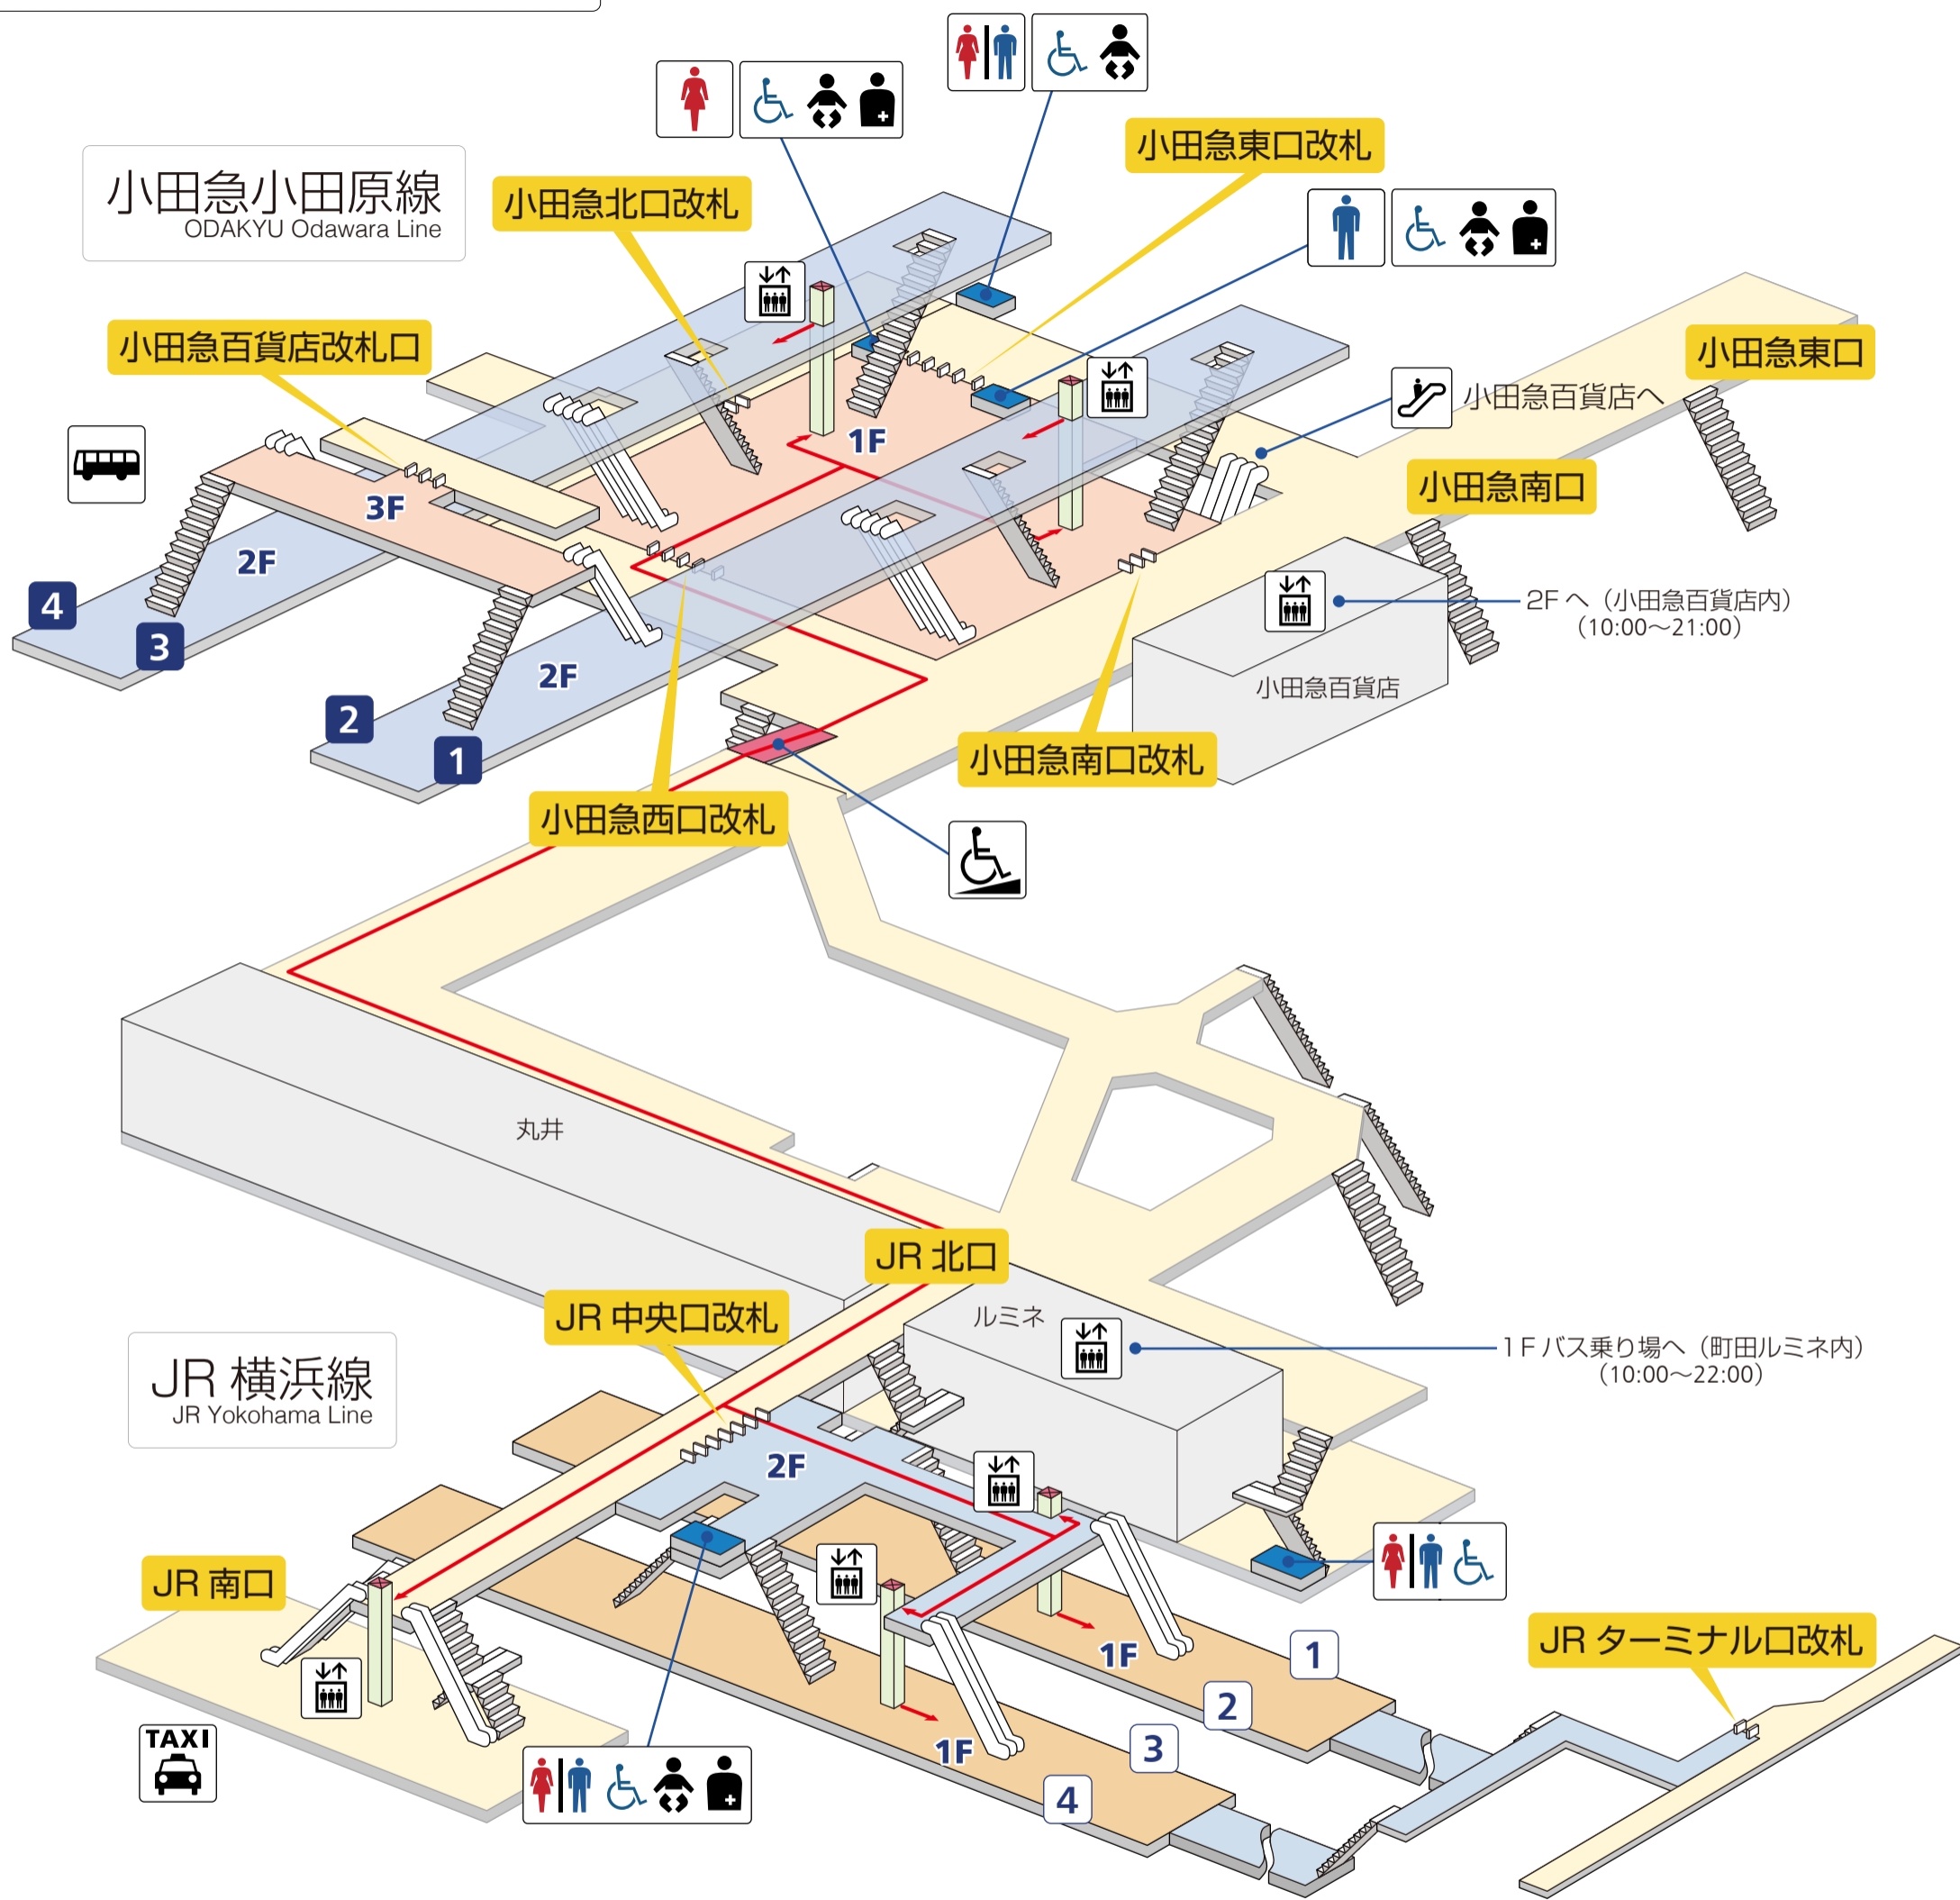 小田急東口改札
小田急小田原線
ODAKYU Odawara Line
小田急北口改札
小田急百貨店改札口
小田急東口
小田急百貨店へ
1F
小田急南口
3F
2F
4
3
2Fへ（小田急百貨店内）
（10:00〜21:00）
2F
小田急百貨店
2
1
小田急南口改札
小田急西口改札
丸井
JR 北口
JR 中央口改札
ルミネ
1Fバス乗り場へ（町田ルミネ内）
（10:00〜22:00）
JR 横浜線
JR Yokohama Line
2F
JR 南口
JR ターミナル口改札
1F
1
2
TAXI
1F
3
4